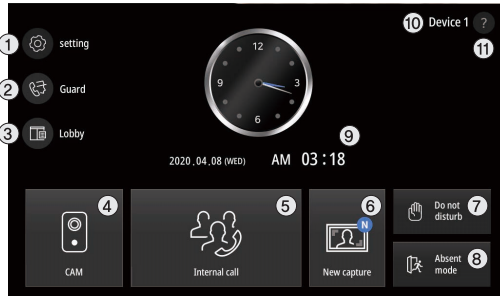 1 setting
2 Guard
3 Lobby
10 Device 1 ?
11
12
9 3
6
9
2020.04.08 (WED) AM 03:18
4
CAM
5
Internal call
6
N
New capture
7
Do not
disturb
8
Absent
mode